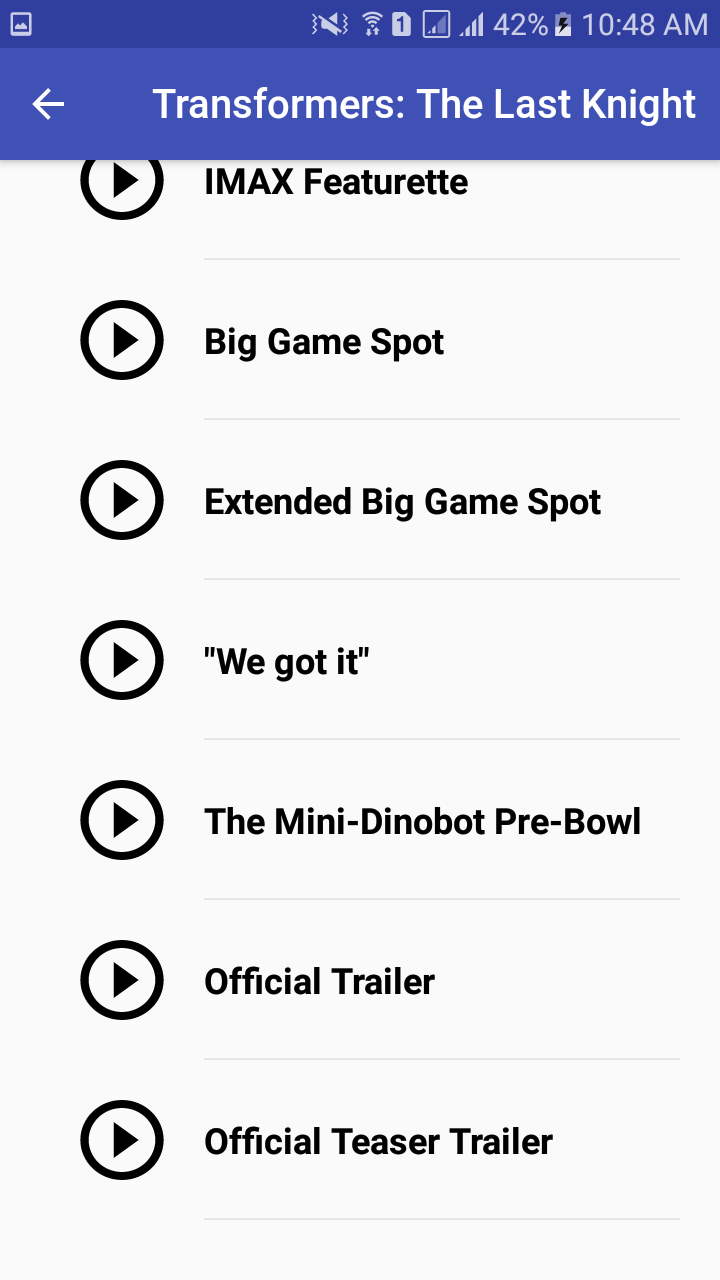 1 42% 10:48 AM
Transformers: The Last Knight
IMAX Featurette
Big Game Spot
Extended Big Game Spot
"We got it"
The Mini-Dinobot Pre-Bowl
Official Trailer
Official Teaser Trailer